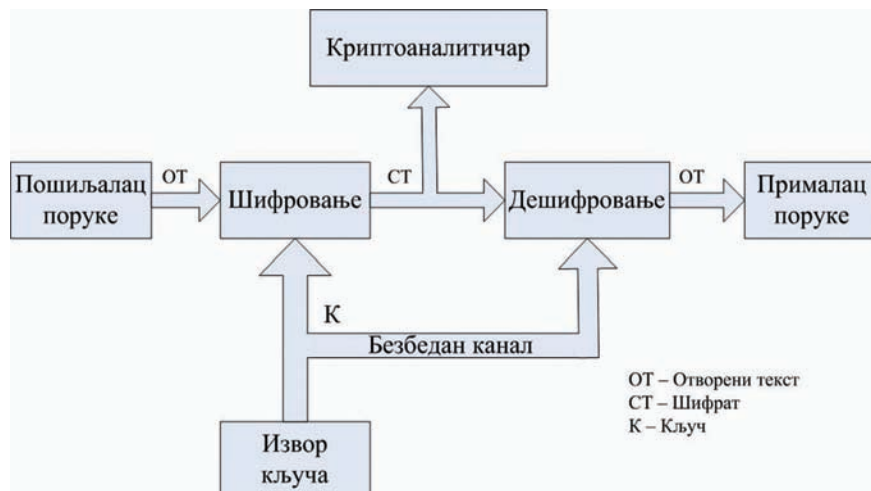 Криптоаналитичар
Пошиљалац
поруке
ОТ
Шифровање
СТ
Дешифровање
ОТ
Прималац
поруке
К
Безбедан канал
Извор
кључа
ОТ – Отворени текст
СТ – Шифрат
К – Кључ